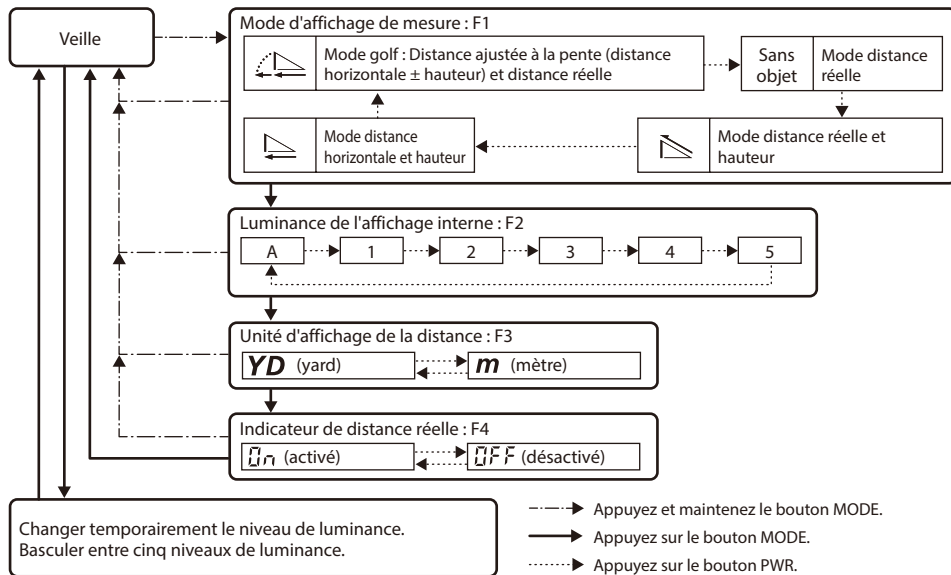 Veille
Mode d'affichage de mesure : F1
Mode golf : Distance ajustée à la pente (distance
horizontale ± hauteur) et distance réelle
Sans
objet
Mode distance
réelle
Mode distance
horizontale et hauteur
Mode distance réelle et
hauteur
Luminance de l'affichage interne : F2
A 1 2 3 4 5
Unité d'affichage de la distance : F3
YD (yard)
m (mètre)
Indicateur de distance réelle : F4
On (activé)
OFF (désactivé)
Changer temporairement le niveau de luminance.
Basculer entre cinq niveaux de luminance.
Appuyez et maintenez le bouton MODE.
Appuyez sur le bouton MODE.
Appuyez sur le bouton PWR.